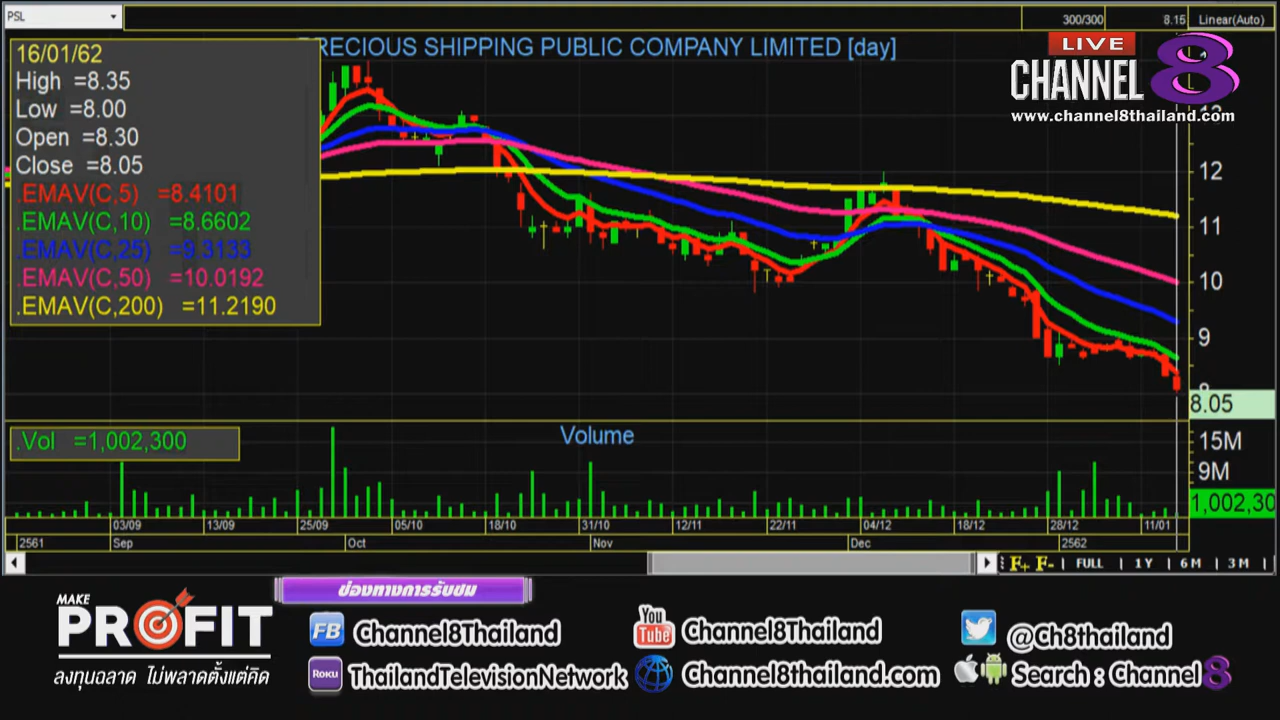 PSL
300/300
8.15
Linear(Auto)
PRECIOUS SHIPPING PUBLIC COMPANY LIMITED [day]
LIVE
CHANNEL 8
www.channel8thailand.com
16/01/62
High =8.35
Low =8.00
Open =8.30
Close =8.05
.EMAV(C,5) =8.4101
.EMAV(C,10) =8.6602
.EMAV(C,25) =9.3133
.EMAV(C,50) =10.0192
.EMAV(C,200) =11.2190
12
11
10
9
8.05
.Vol =1,002,300
Volume
15M
9M
1,002,30
03/09 13/09 25/09 05/10 18/10 31/10 12/11 22/11 04/12 18/12 28/12 11/01
2561 Sep Oct Nov Dec 2562
F+ F- FULL 1Y 6M 3M
ช่องทางการรับชม
MAKE
PROFIT
ลงทุนฉลาด ไม่พลาดตั้งแต่คิด
FB Channel8Thailand
You Tube Channel8Thailand
@Ch8thailand
Roku ThailandTelevisionNetwork
Channel8thailand.com
Search : Channel 8